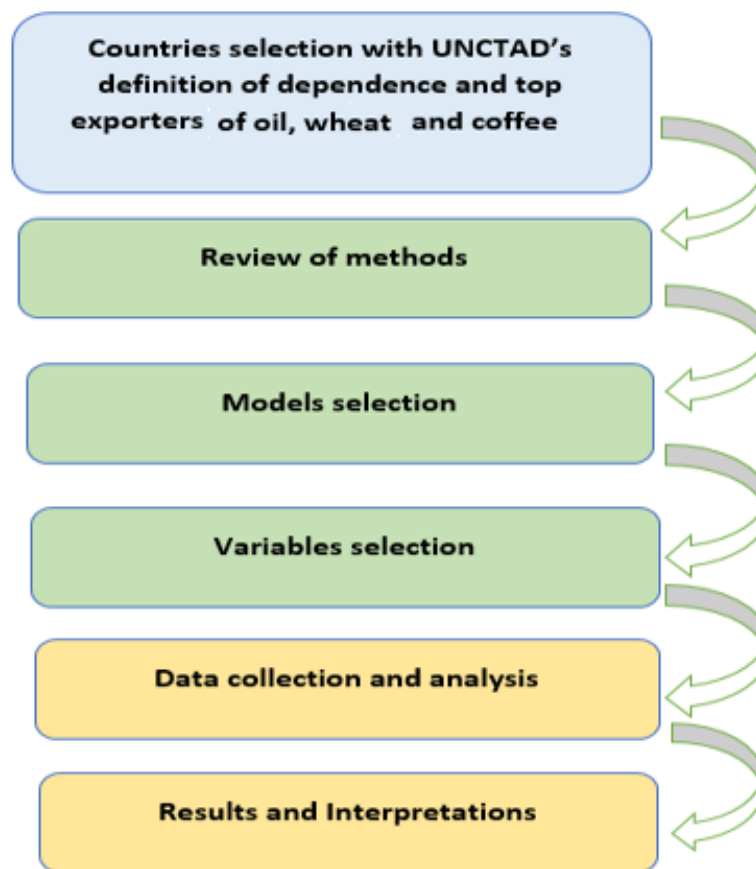 Countries selection with UNCTAD's
definition of dependence and top
exporters of oil, wheat and coffee
Review of methods
Models selection
Variables selection
Data collection and analysis
Results and Interpretations